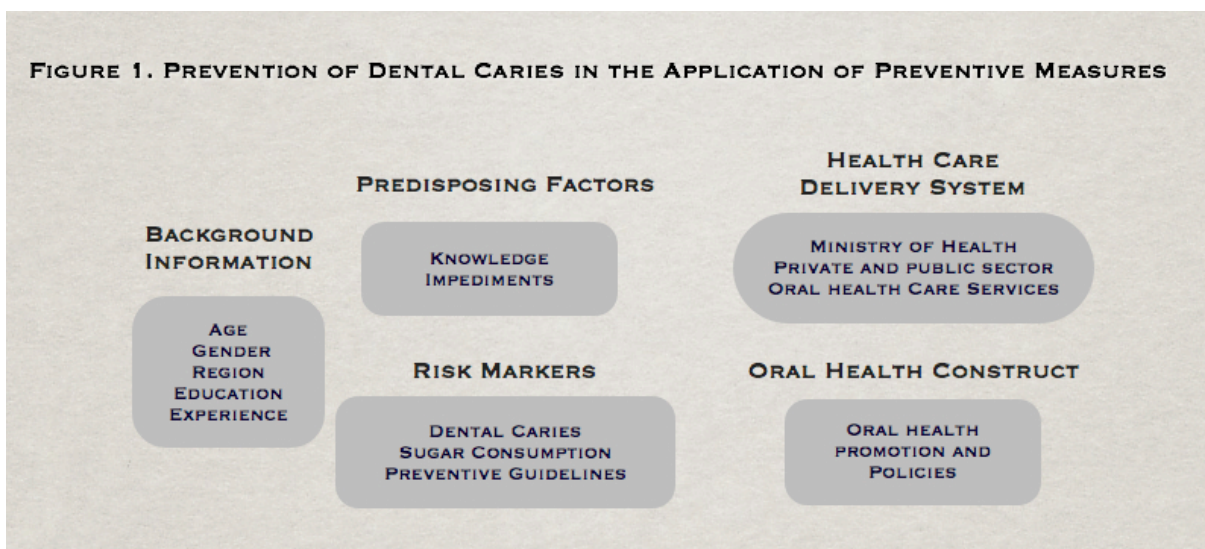 Figure 1. Prevention of Dental Caries in the Application of Preventive Measures
Background
Information
Age
Gender
Region
Education
Experience
Predisposing Factors
Knowledge
Impediments
Risk Markers
Dental Caries
Sugar Consumption
Preventive Guidelines
Health Care
Delivery System
Ministry of Health
Private and public sector
Oral health Care Services
Oral Health Construct
Oral health
promotion and
Policies